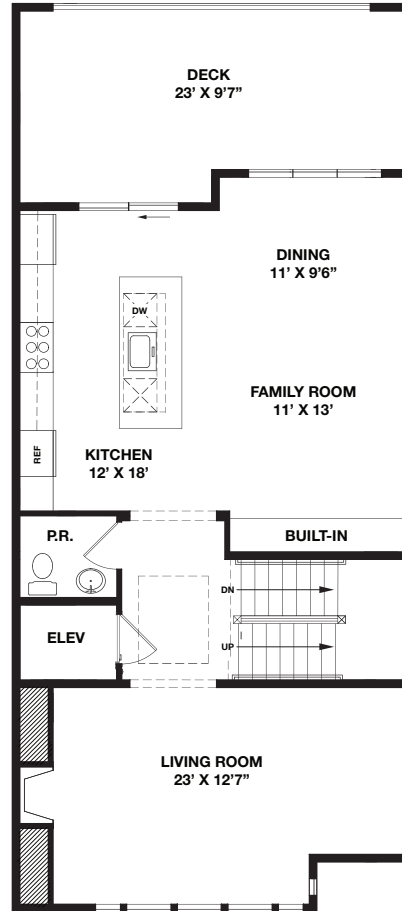 DECK
23' X 9'7"
DINING
11' X 9'6"
DW
FAMILY ROOM
11' X 13'
REF
KITCHEN
12' X 18'
P.R.
BUILT-IN
DN
ELEV
UP
LIVING ROOM
23' X 12'7"